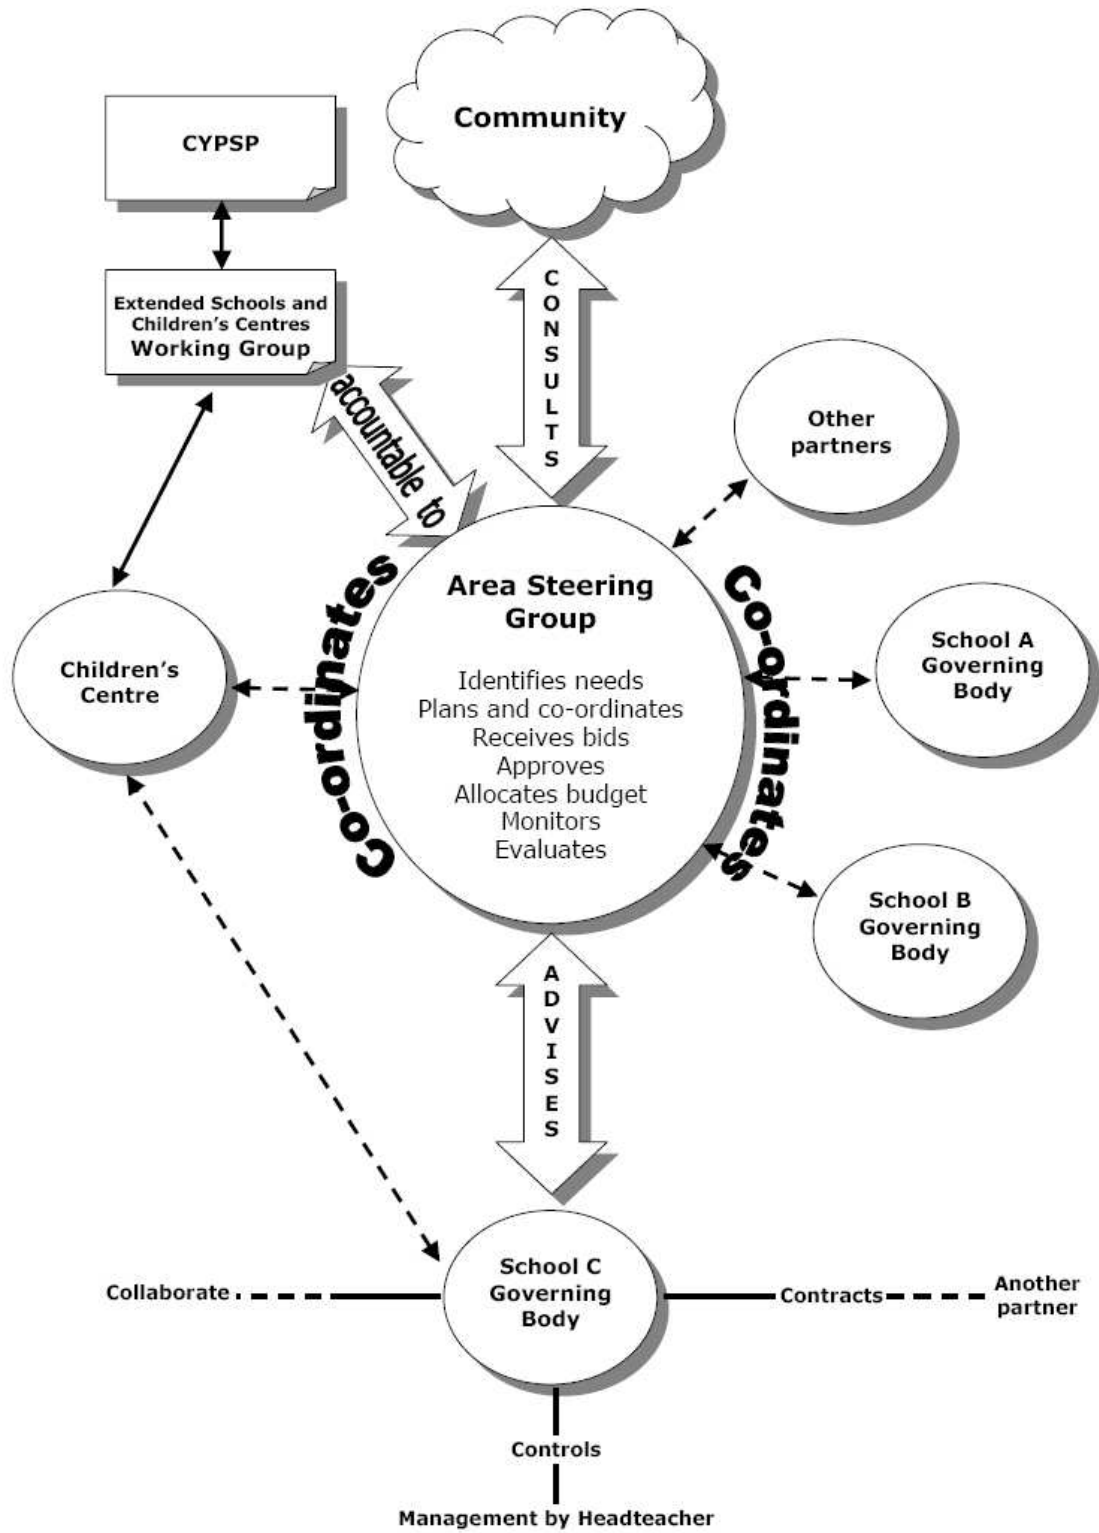 Community
CYPSP
CONSULTS
Extended Schools and
Children's Centres
Working Group
accountable to
Other
partners
Area Steering
Group
Identifies needs
Plans and co-ordinates
Receives bids
Approves
Allocates budget
Monitors
Evaluates
Co-ordinates
Co-ordinates
Children's
Centre
School A
Governing
Body
School B
Governing
Body
ADVISES
School C
Governing
Body
Collaborate
Contracts
Another
partner
Controls
Management by Headteacher